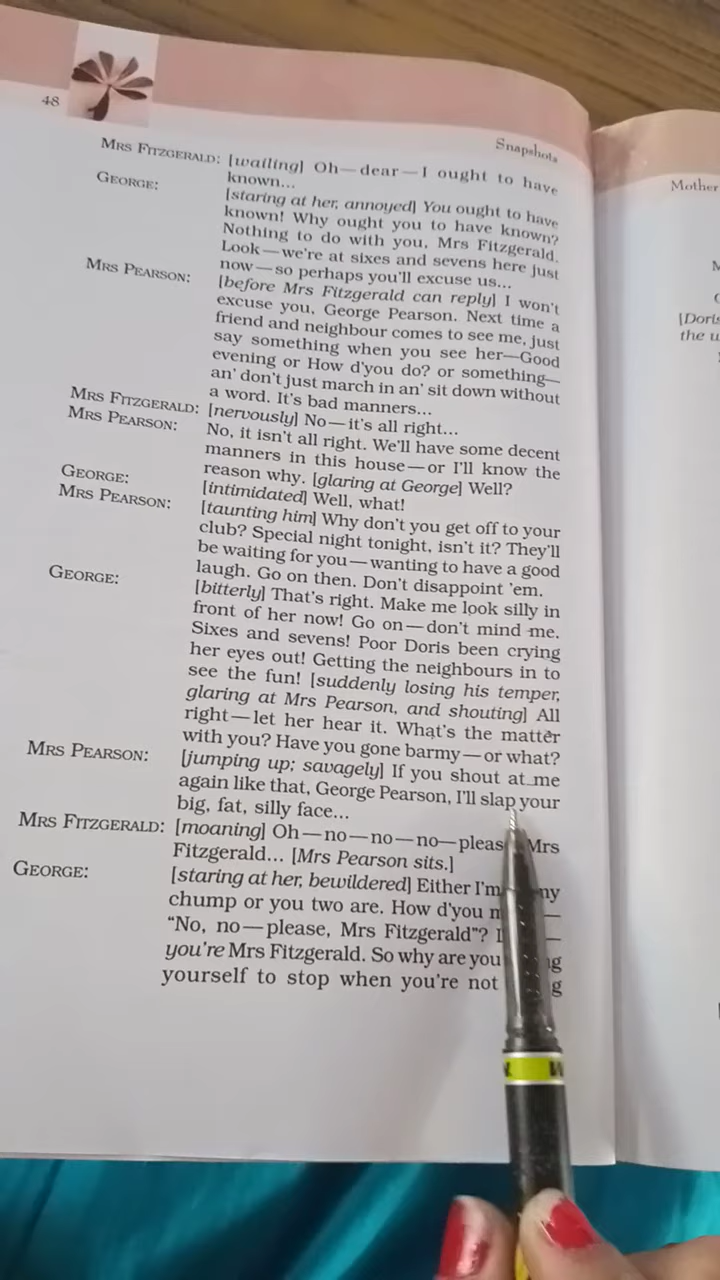 48
Snapshots
MRS FITZGERALD: [wailing] Oh—dear—I ought to have
known...
GEORGE: [staring at her, annoyed] You ought to have
known! Why ought you to have known?
Nothing to do with you, Mrs Fitzgerald.
Look—we're at sixes and sevens here just
now—so perhaps you'll excuse us...
MRS PEARSON: [before Mrs Fitzgerald can reply] I won't
excuse you, George Pearson. Next time a
friend and neighbour comes to see me, just
say something when you see her—Good
evening or How d'you do? or something—
an' don't just march in an' sit down without
a word. It's bad manners...
MRS FITZGERALD: [nervously] No—it's all right...
MRS PEARSON: No, it isn't all right. We'll have some decent
manners in this house—or I'll know the
reason why. [glaring at George] Well?
GEORGE: [intimidated] Well, what!
MRS PEARSON: [taunting him] Why don't you get off to your
club? Special night tonight, isn't it? They'll
be waiting for you—wanting to have a good
laugh. Go on then. Don't disappoint 'em.
GEORGE: [bitterly] That's right. Make me look silly in
front of her now! Go on—don't mind me.
Sixes and sevens! Poor Doris been crying
her eyes out! Getting the neighbours in to
see the fun! [suddenly losing his temper,
glaring at Mrs Pearson, and shouting] All
right—let her hear it. What's the matter
with you? Have you gone barmy—or what?
MRS PEARSON: [jumping up; savagely] If you shout at me
again like that, George Pearson, I'll slap your
big, fat, silly face...
MRS FITZGERALD: [moaning] Oh—no—no—no—pleas Mrs
Fitzgerald... [Mrs Pearson sits.]
GEORGE: [staring at her, bewildered] Either I'm ny
chump or you two are. How d'you m —
"No, no—please, Mrs Fitzgerald"? —
you're Mrs Fitzgerald. So why are you g
yourself to stop when you're not g
Mother
[Doris
the u